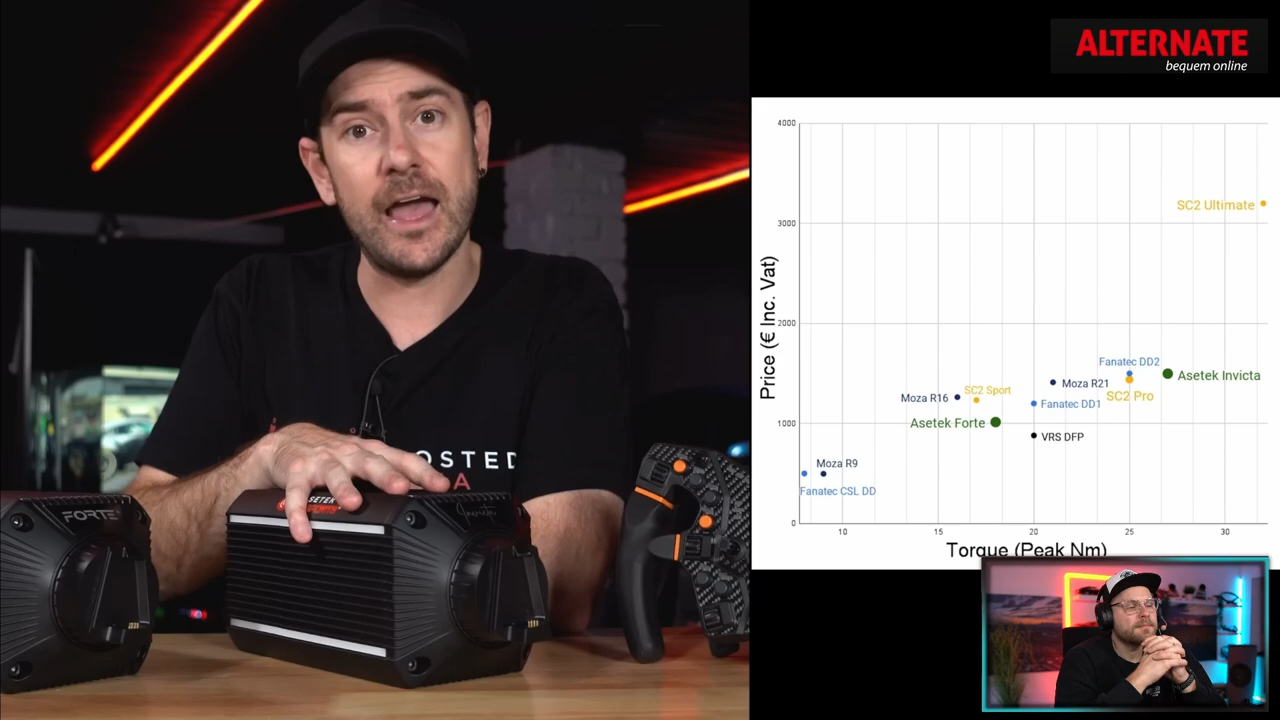 ALTERNATE
bequem online
4000
3000
2000
1000
0
Price (€ Inc. Vat)
SC2 Ultimate
Fanatec DD2
Asetek Invicta
Moza R21
SC2 Pro
SC2 Sport
Moza R16
Fanatec DD1
Asetek Forte
VRS DFP
Moza R9
Fanatec CSL DD
10
15
20
25
30
Torque (Peak Nm)
OSTED
A
FORTE
SETEK
Invicta